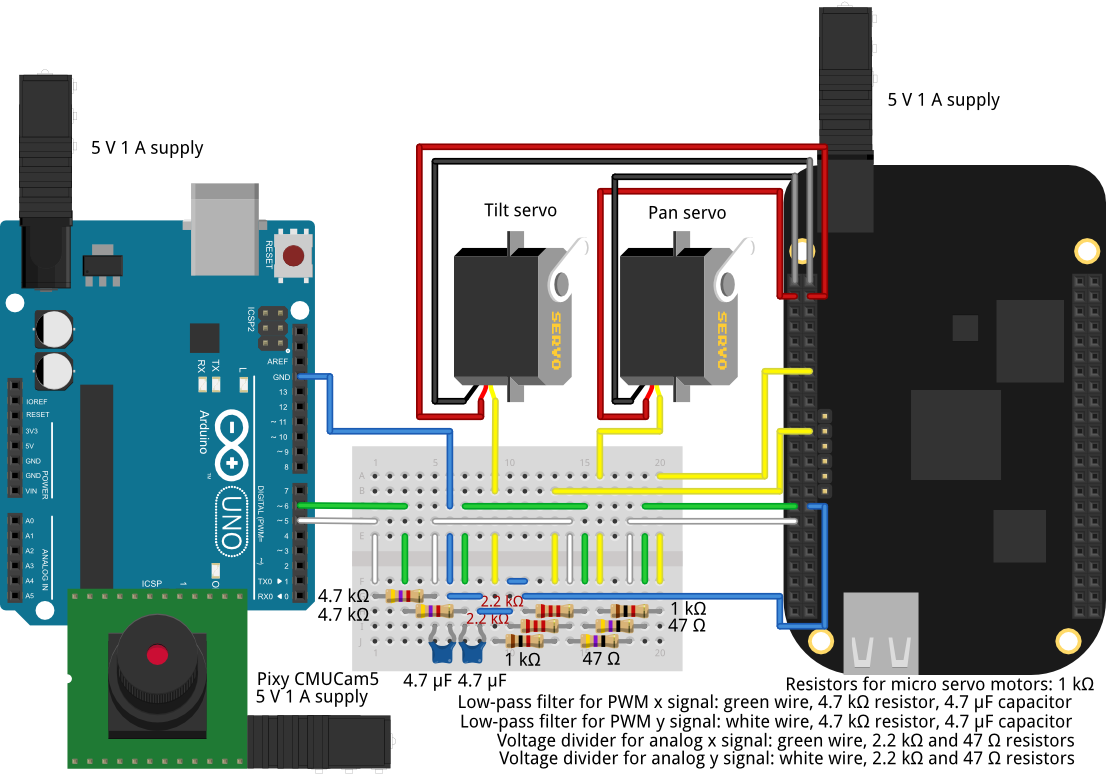 5 V 1 A supply
5 V 1 A supply
Tilt servo
Pan servo
RESET
ICSP2
SERVO
SERVO
AREF
GND
13
12
~ 11
~ 10
~ 9
8
RX
TX
L
Arduino
TM
UNO
IOREF
RESET
3V3
5V
GND
GND
VIN
POWER
7
~ 6
~ 5
4
~ 3
2
TX0 ▶ 1
RX0 ◀ 0
DIGITAL (PWM=
A0
A1
A2
A3
A4
A5
ANALOG IN
ICSP
1
1 5 10 15 20
A
B
E
F
J
1 20
4.7 kΩ
4.7 kΩ
2.2 kΩ
2.2 kΩ
1 kΩ
47 Ω
1 kΩ
47 Ω
4.7 µF 4.7 µF
Pixy CMUCam5
5 V 1 A supply
Resistors for micro servo motors: 1 kΩ
Low-pass filter for PWM x signal: green wire, 4.7 kΩ resistor, 4.7 µF capacitor
Low-pass filter for PWM y signal: white wire, 4.7 kΩ resistor, 4.7 µF capacitor
Voltage divider for analog x signal: green wire, 2.2 kΩ and 47 Ω resistors
Voltage divider for analog y signal: white wire, 2.2 kΩ and 47 Ω resistors